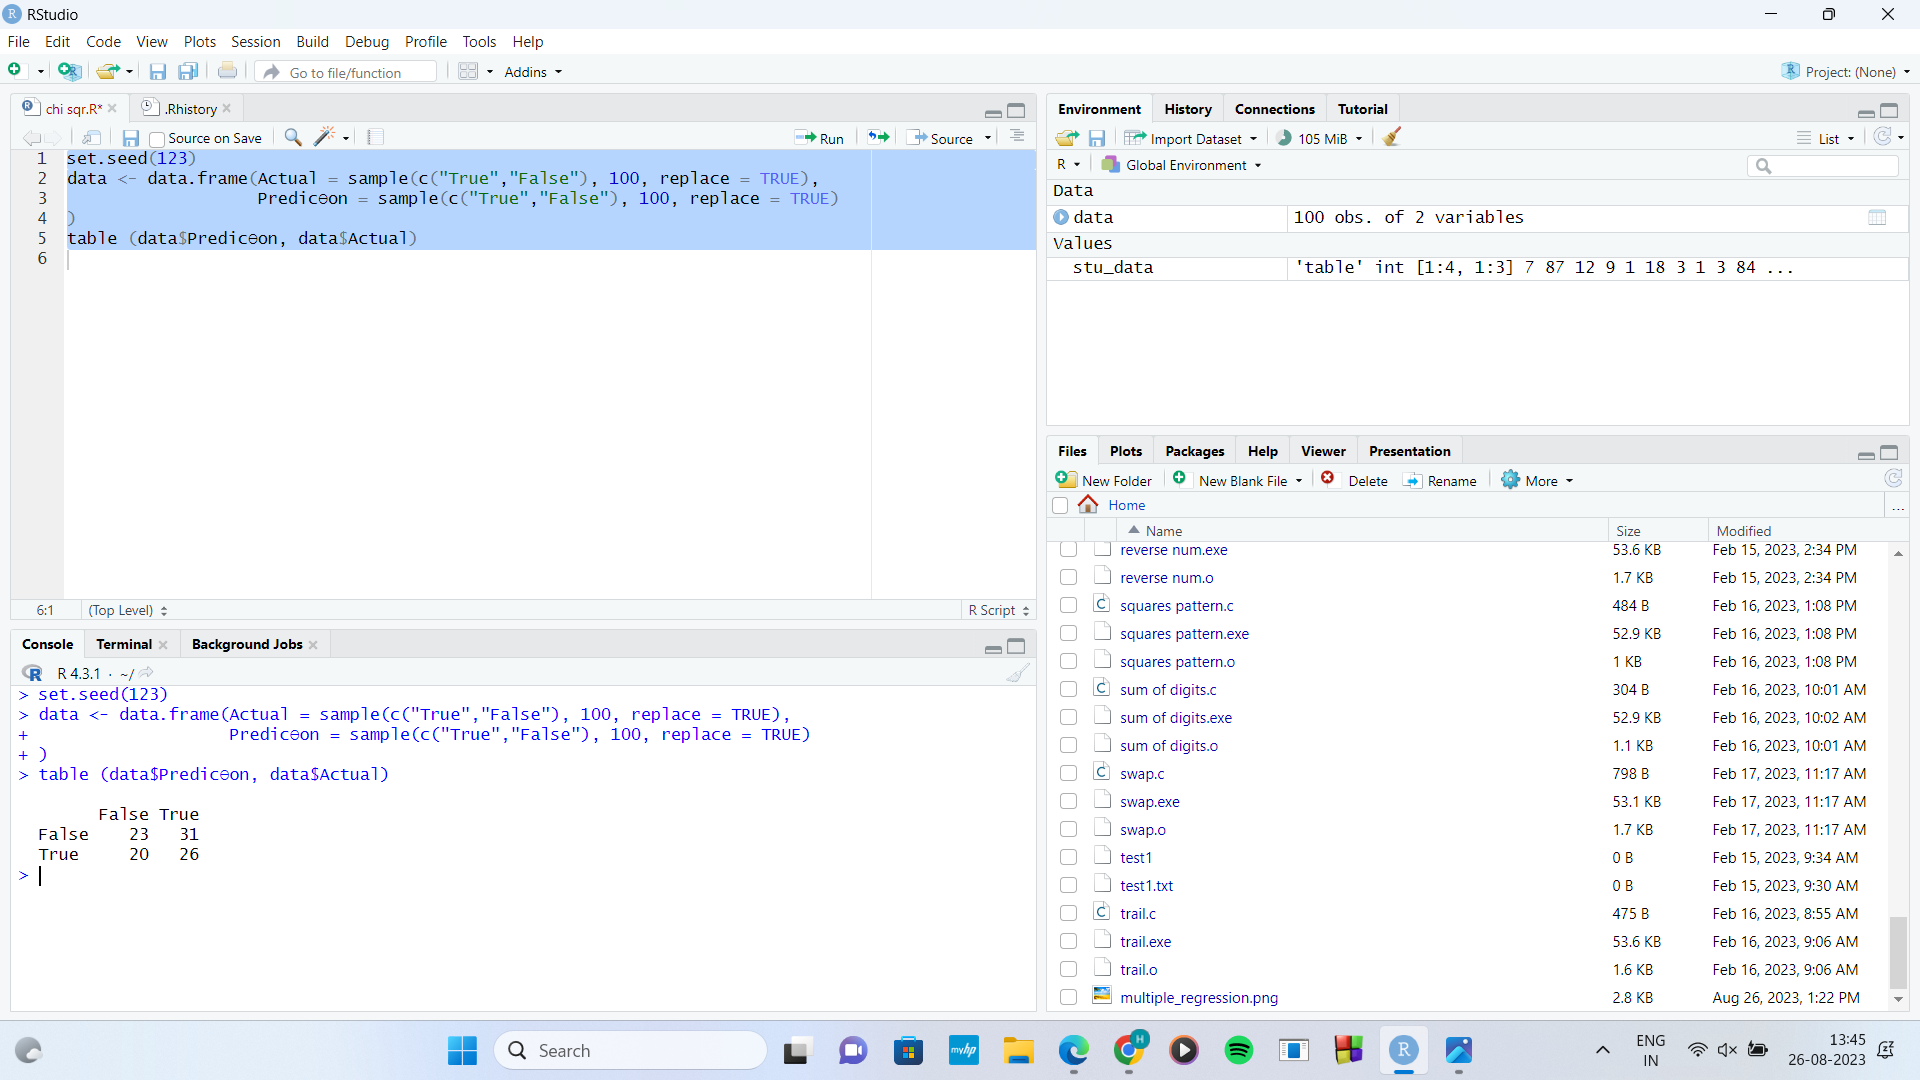 RStudio
File Edit Code View Plots Session Build Debug Profile Tools Help
Go to file/function Addins Project: (None)
chi sqr.R* .Rhistory
Source on Save Run Source
1 set.seed(123)
2 data <- data.frame(Actual = sample(c("True","False"), 100, replace = TRUE),
3 Predicɵon = sample(c("True","False"), 100, replace = TRUE)
4 )
5 table (data$Predicɵon, data$Actual)
6
6:1 (Top Level) R Script
Console Terminal Background Jobs
R 4.3.1 · ~/
> set.seed(123)
> data <- data.frame(Actual = sample(c("True","False"), 100, replace = TRUE),
+ Predicɵon = sample(c("True","False"), 100, replace = TRUE)
+ )
> table (data$Predicɵon, data$Actual)
False True
False 23 31
True 20 26
>
Environment History Connections Tutorial
Import Dataset 105 MiB List
R Global Environment
Data
data 100 obs. of 2 variables
Values
stu_data 'table' int [1:4, 1:3] 7 87 12 9 1 18 3 1 3 84 ...
Files Plots Packages Help Viewer Presentation
New Folder New Blank File Delete Rename More
Home ...
Name Size Modified
reverse num.exe 53.6 KB Feb 15, 2023, 2:34 PM
reverse num.o 1.7 KB Feb 15, 2023, 2:34 PM
squares pattern.c 484 B Feb 16, 2023, 1:08 PM
squares pattern.exe 52.9 KB Feb 16, 2023, 1:08 PM
squares pattern.o 1 KB Feb 16, 2023, 1:08 PM
sum of digits.c 304 B Feb 16, 2023, 10:01 AM
sum of digits.exe 52.9 KB Feb 16, 2023, 10:02 AM
sum of digits.o 1.1 KB Feb 16, 2023, 10:01 AM
swap.c 798 B Feb 17, 2023, 11:17 AM
swap.exe 53.1 KB Feb 17, 2023, 11:17 AM
swap.o 1.7 KB Feb 17, 2023, 11:17 AM
test1 0 B Feb 15, 2023, 9:34 AM
test1.txt 0 B Feb 15, 2023, 9:30 AM
trail.c 475 B Feb 16, 2023, 8:55 AM
trail.exe 53.6 KB Feb 16, 2023, 9:06 AM
trail.o 1.6 KB Feb 16, 2023, 9:06 AM
multiple_regression.png 2.8 KB Aug 26, 2023, 1:22 PM
Search myhp H R ENG IN 13:45
26-08-2023